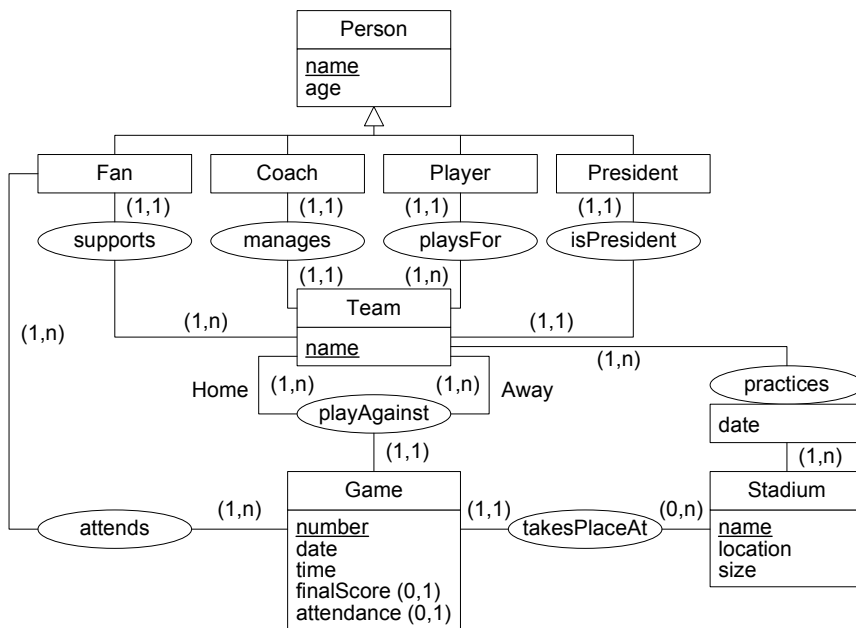 Person
name
age
Fan
Coach
Player
President
(1,1)
(1,1)
(1,1)
(1,1)
supports
manages
playsFor
isPresident
(1,1)
(1,n)
Team
(1,n)
(1,n)
(1,1)
name
(1,n)
Home
(1,n)
(1,n)
Away
practices
playAgainst
date
(1,1)
(1,n)
Game
Stadium
(1,n)
(1,1)
(0,n)
attends
number
takesPlaceAt
name
date
location
time
size
finalScore (0,1)
attendance (0,1)